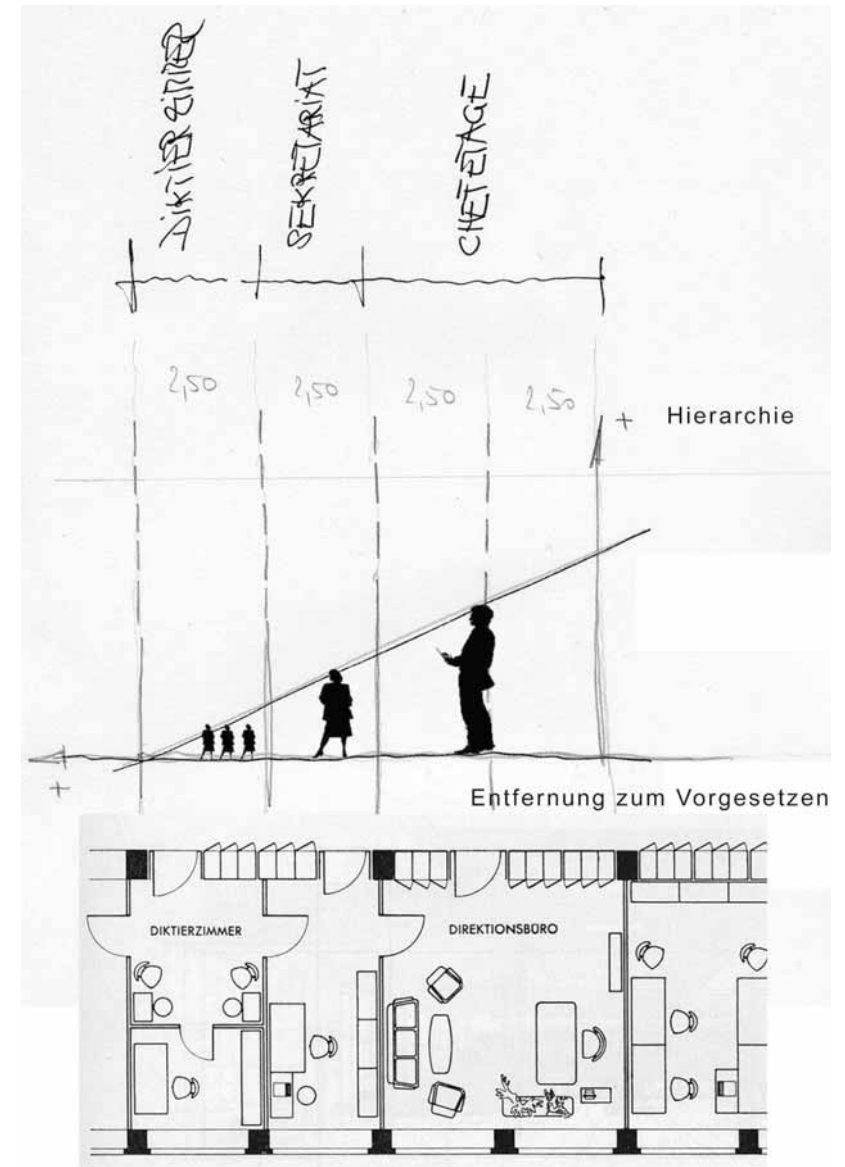 DIKTIERZIMMER
SEKRETARIAT
CHEFETAGE
2,50 2,50 2,50 2,50
+ Hierarchie
+
Entfernung zum Vorgesetzen
DIKTIERZIMMER DIREKTIONSBÜRO